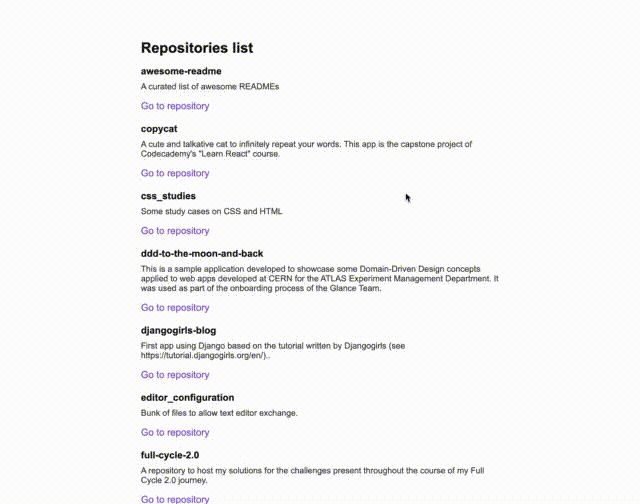 Repositories list
awesome-readme
A curated list of awesome READMEs
Go to repository
copycat
A cute and talkative cat to infinitely repeat your words. This app is the capstone project of
Codecademy's "Learn React" course.
Go to repository
css_studies
Some study cases on CSS and HTML
Go to repository
ddd-to-the-moon-and-back
This is a sample application developed to showcase some Domain-Driven Design concepts
applied to web apps developed at CERN for the ATLAS Experiment Management Department. It
was used as part of the onboarding process of the Glance Team.
Go to repository
djangogirls-blog
First app using Django based on the tutorial written by Djangogirls (see
https://tutorial.djangogirls.org/en/)..
Go to repository
editor_configuration
Bunk of files to allow text editor exchange.
Go to repository
full-cycle-2.0
A repository to host my solutions for the challenges present throughout the course of my Full
Cycle 2.0 journey.
Go to repository